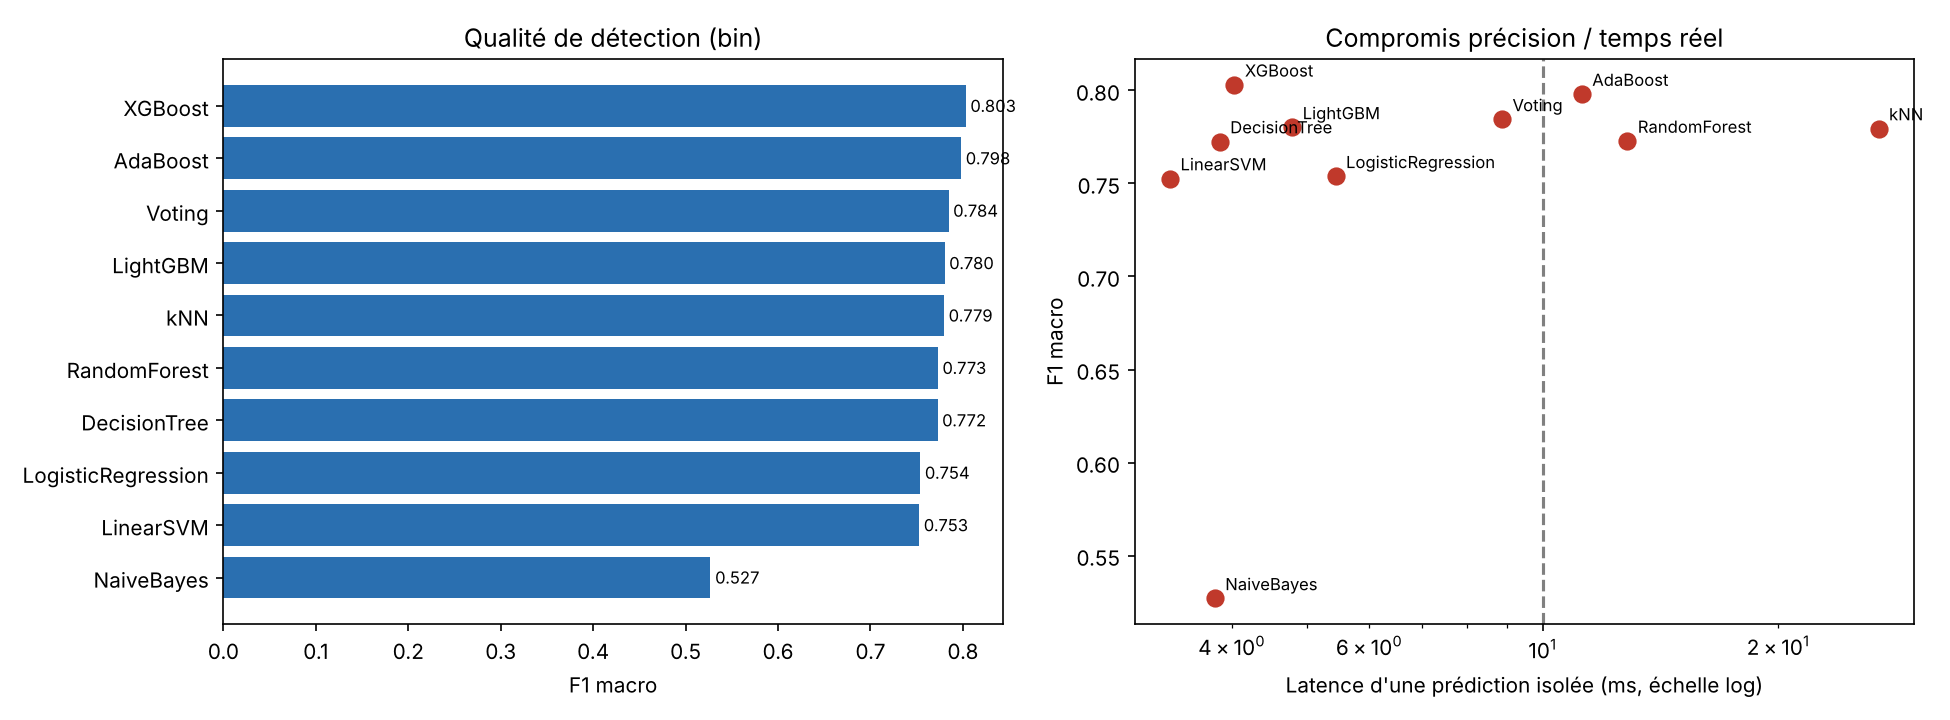 Qualité de détection (bin)
XGBoost
0.803
AdaBoost
0.798
Voting
0.784
LightGBM
0.780
kNN
0.779
RandomForest
0.773
DecisionTree
0.772
LogisticRegression
0.754
LinearSVM
0.753
NaiveBayes
0.527
0.0 0.1 0.2 0.3 0.4 0.5 0.6 0.7 0.8
F1 macro
Compromis précision / temps réel
F1 macro
0.80
0.75
0.70
0.65
0.60
0.55
XGBoost
AdaBoost
Voting
LightGBM
kNN
DecisionTree
RandomForest
LinearSVM
LogisticRegression
NaiveBayes
4 × 10⁰ 6 × 10⁰ 10¹ 2 × 10¹
Latence d'une prédiction isolée (ms, échelle log)